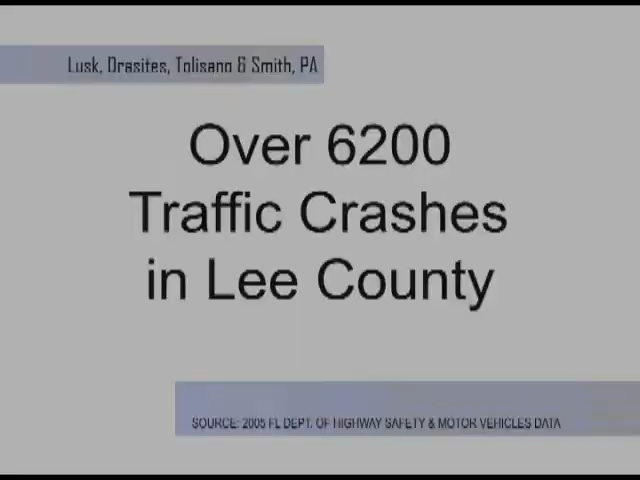 Lusk, Drasites, Tolisano & Smith, PA
Over 6200
Traffic Crashes
in Lee County
SOURCE: 2005 FL DEPT. OF HIGHWAY SAFETY & MOTOR VEHICLES DATA